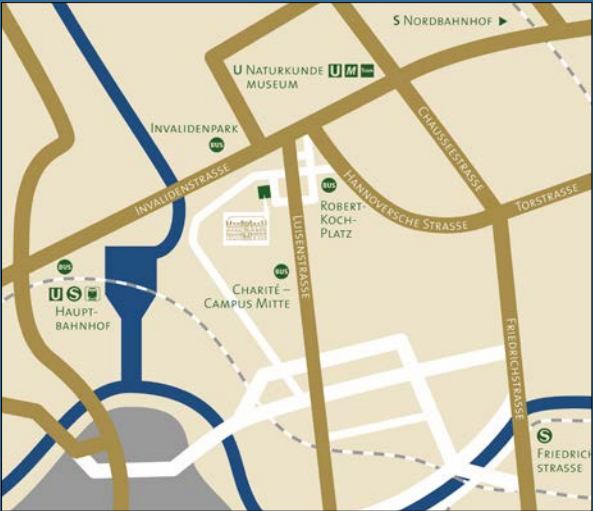 S NORDBAHNHOF
U NATURKUNDE U M Tram
MUSEUM
INVALIDENPARK
BUS
CHAUSSEESTRASSE
INVALIDENSTRASSE
HANNOVERSCHE STRASSE
TORSTRASSE
BUS
ROBERT-
KOCH-
PLATZ
LUISENSTRASSE
BUS
CHARITÉ –
CAMPUS MITTE
BUS
U S
HAUPT-
BAHNHOF
FRIEDRICHSTRASSE
S
FRIEDRICH
STRASSE